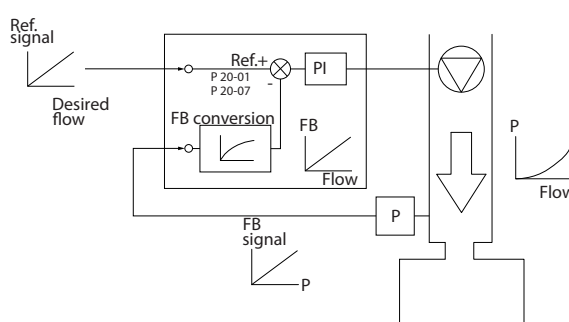 Ref.
signal
Desired
flow
Ref.+
P 20-01
P 20-07
-
PI
FB conversion
FB
Flow
P
FB
signal
P
P
Flow